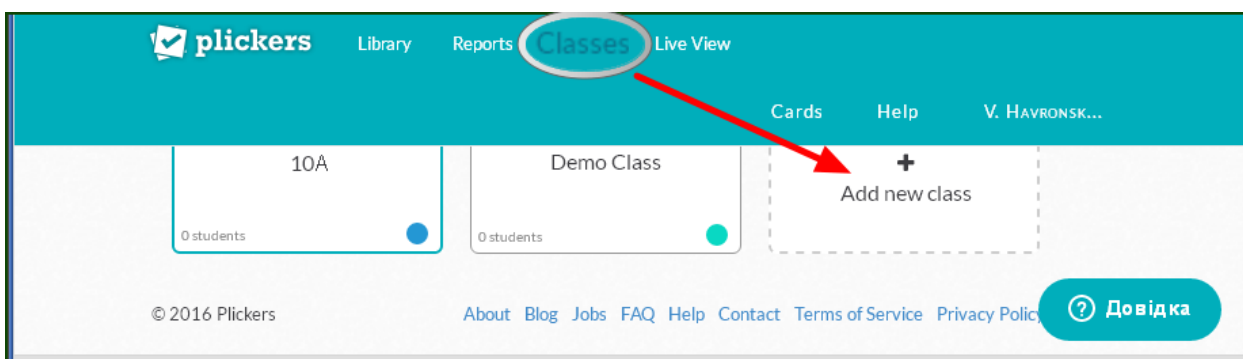 plickers Library Reports Classes Live View
Cards Help V. HAVRONSK...
10A
0 students
Demo Class
0 students
+
Add new class
© 2016 Plickers
About Blog Jobs FAQ Help Contact Terms of Service Privacy Policy
? Довідка